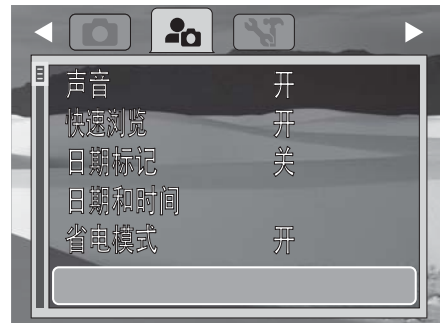 声音 开
快速浏览 开
日期标记 关
日期和时间
省电模式 开